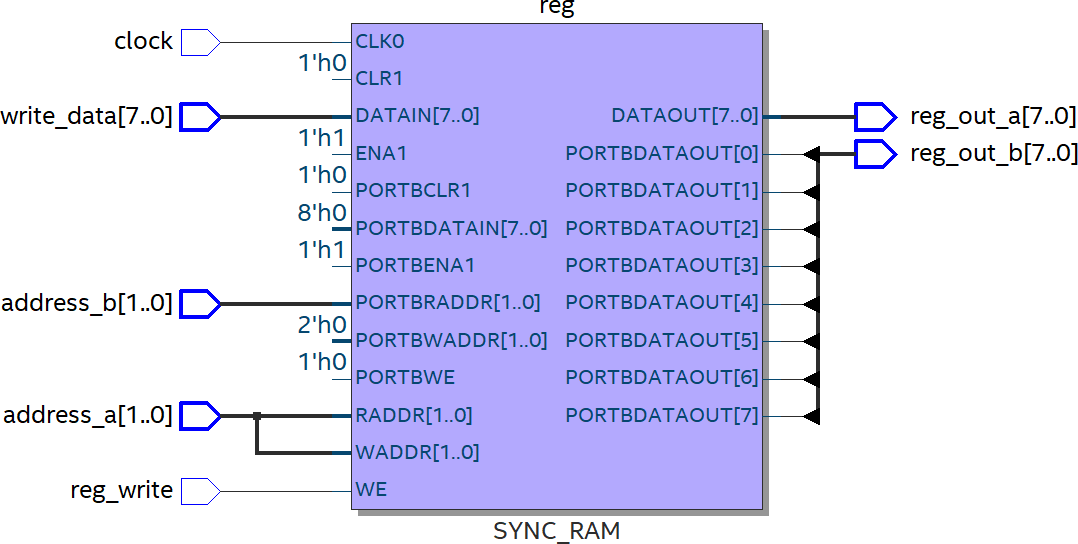 reg
clock
CLK0
1'h0
CLR1
write_data[7..0]
DATAIN[7..0]
DATAOUT[7..0]
reg_out_a[7..0]
1'h1
ENA1
PORTBDATAOUT[0]
reg_out_b[7..0]
1'h0
PORTBCLR1
PORTBDATAOUT[1]
8'h0
PORTBDATAIN[7..0]
PORTBDATAOUT[2]
1'h1
PORTBENA1
PORTBDATAOUT[3]
address_b[1..0]
PORTBRADDR[1..0]
PORTBDATAOUT[4]
2'h0
PORTBWADDR[1..0]
PORTBDATAOUT[5]
1'h0
PORTBWE
PORTBDATAOUT[6]
address_a[1..0]
RADDR[1..0]
PORTBDATAOUT[7]
WADDR[1..0]
reg_write
WE
SYNC_RAM